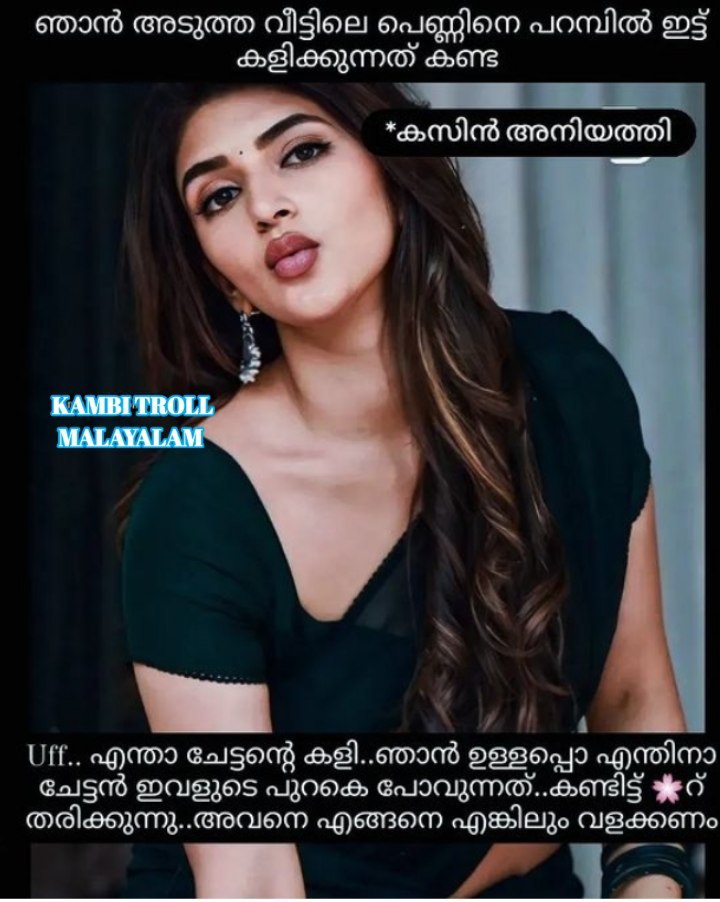 ഞാൻ അടുത്ത വീട്ടിലെ പെണ്ണിനെ പറമ്പിൽ ഇട്ട്
കളിക്കുന്നത് കണ്ട
*കസിൻ അനിയത്തി
KAMBI TROLL
MALAYALAM
Uff.. എന്താ ചേട്ടന്റെ കളി..ഞാൻ ഉള്ളപ്പൊ എന്തിനാ
ചേട്ടൻ ഇവളുടെ പുറകെ പോവുന്നത്..കണ്ടിട്ട് 🌸റ്
തരിക്കുന്നു..അവനെ എങ്ങനെ എങ്കിലും വളക്കണം